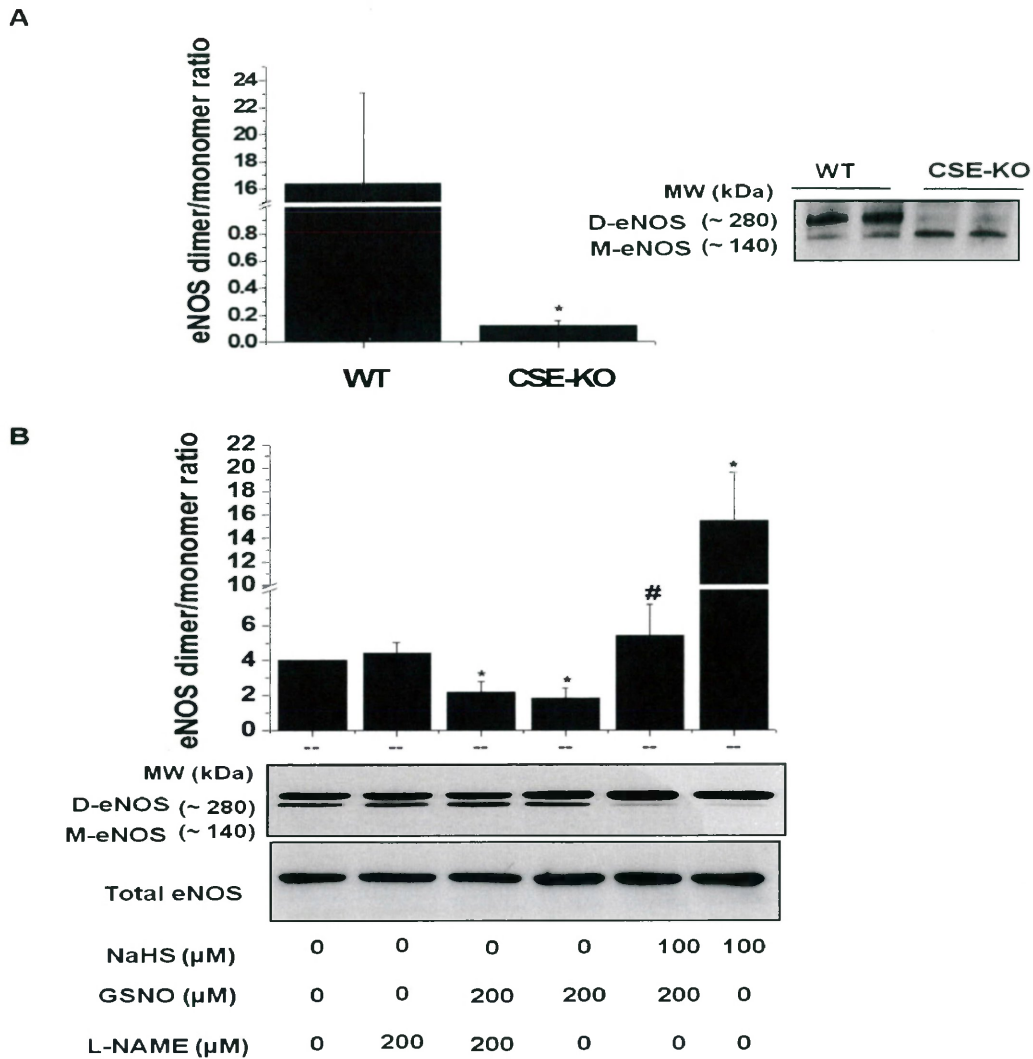 A
eNOS dimer/monomer ratio
24
22
20
18
16
0.8
0.6
0.4
0.2
0.0
*
WT
CSE-KO
WT CSE-KO
MW (kDa)
D-eNOS (~ 280)
M-eNOS (~ 140)
B
eNOS dimer/monomer ratio
22
20
18
16
14
12
10
6
4
2
0
* * # *
-- -- -- -- -- --
MW (kDa)
D-eNOS (~ 280)
M-eNOS (~ 140)
Total eNOS
NaHS (µM) 0 0 0 0 100 100
GSNO (µM) 0 0 200 200 200 0
L-NAME (µM) 0 200 200 0 0 0